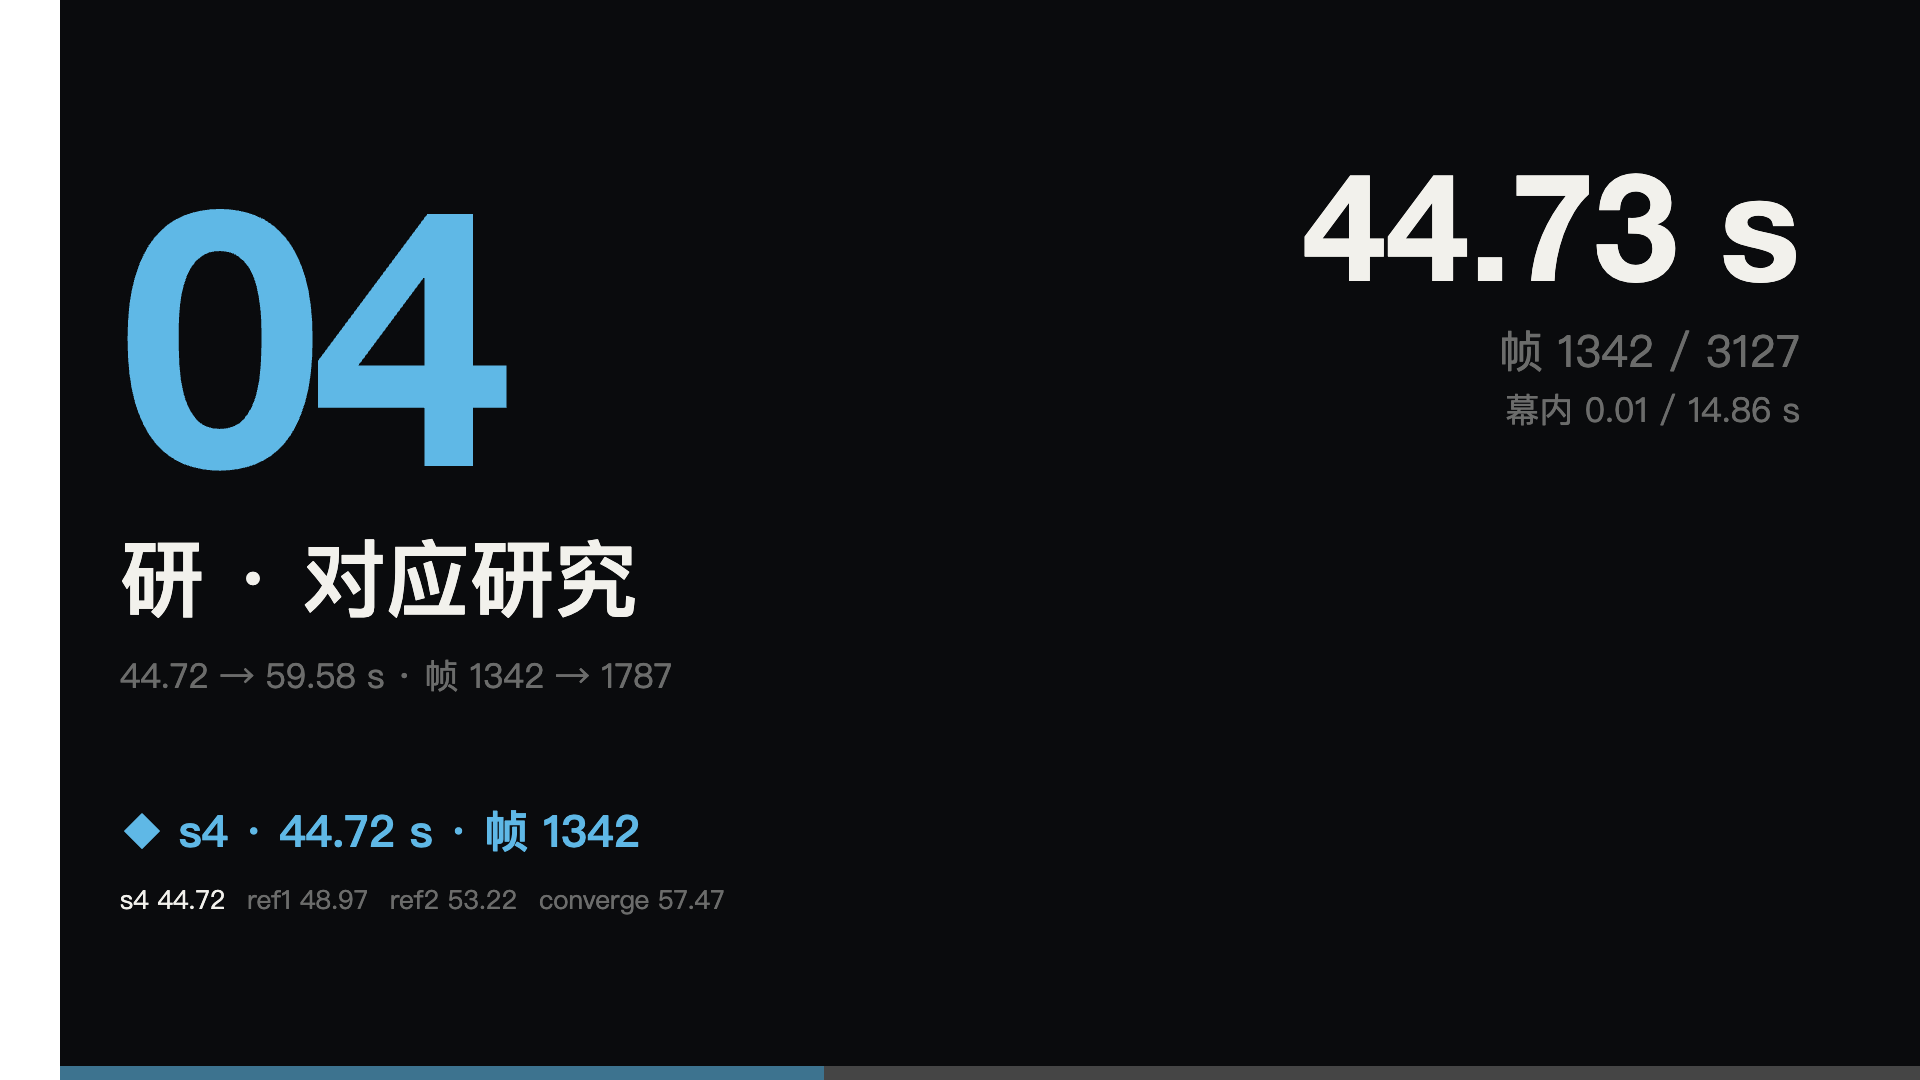 04
44.73 s
帧 1342 / 3127
幕内 0.01 / 14.86 s
研 · 对应研究
44.72 → 59.58 s · 帧 1342 → 1787
◆ s4 · 44.72 s · 帧 1342
s4 44.72 ref1 48.97 ref2 53.22 converge 57.47